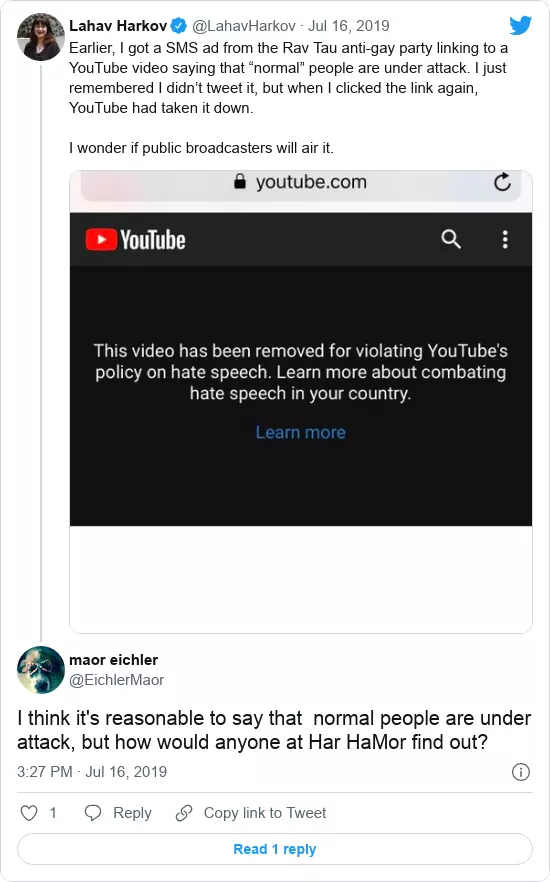 Lahav Harkov @LahavHarkov · Jul 16, 2019
Earlier, I got a SMS ad from the Rav Tau anti-gay party linking to a
YouTube video saying that “normal” people are under attack. I just
remembered I didn’t tweet it, but when I clicked the link again,
YouTube had taken it down.
I wonder if public broadcasters will air it.
youtube.com
YouTube
This video has been removed for violating YouTube's
policy on hate speech. Learn more about combating
hate speech in your country.
Learn more
maor eichler
@EichlerMaor
I think it's reasonable to say that  normal people are under
attack, but how would anyone at Har HaMor find out?
3:27 PM · Jul 16, 2019
1 Reply Copy link to Tweet
Read 1 reply